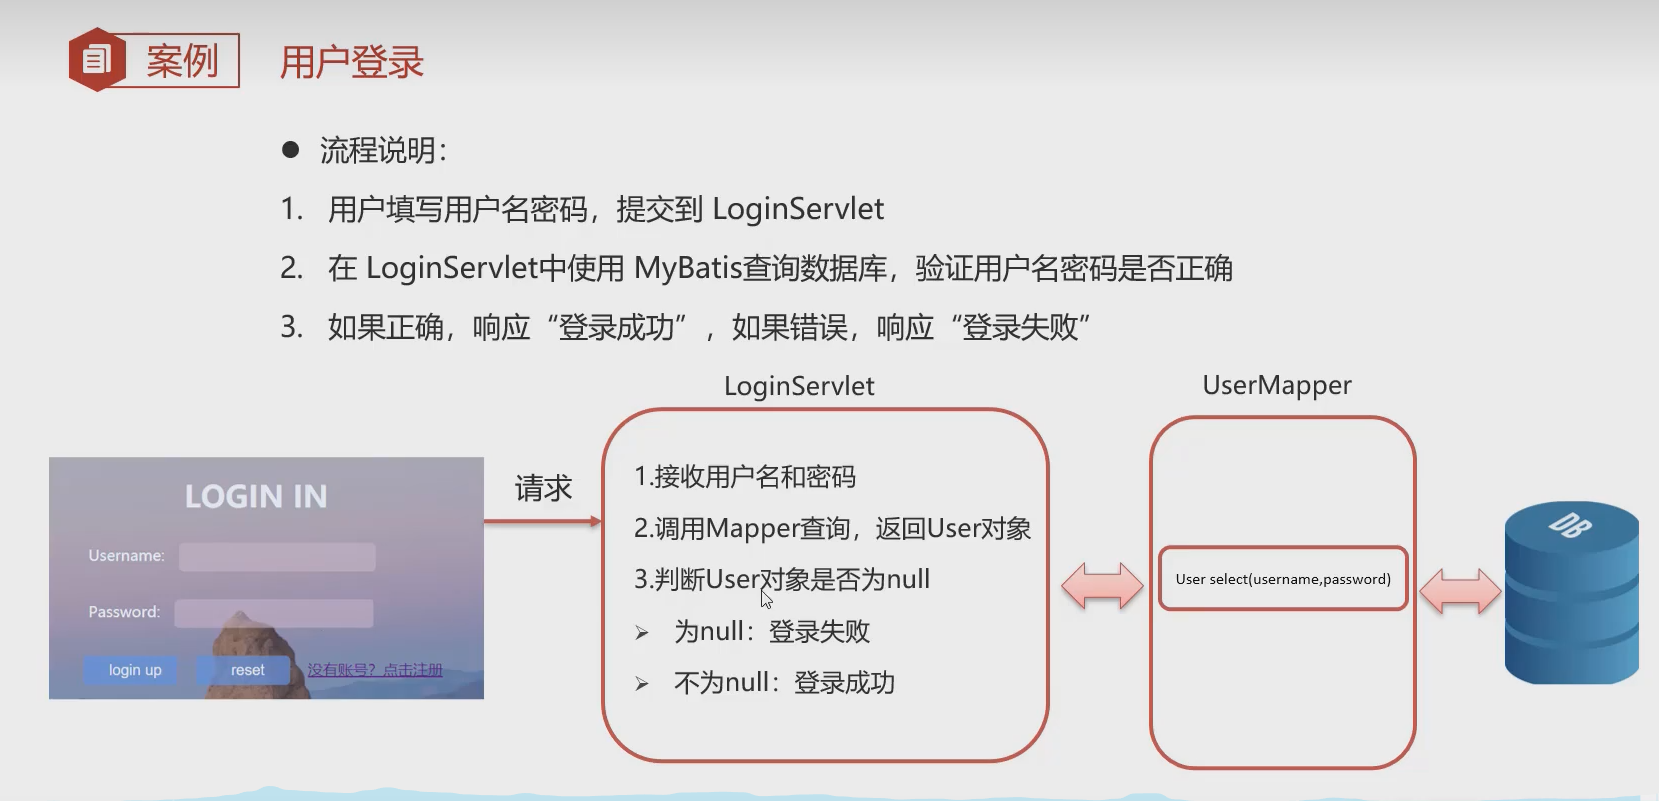 案例
用户登录
● 流程说明：
1. 用户填写用户名密码，提交到 LoginServlet
2. 在 LoginServlet中使用 MyBatis查询数据库，验证用户名密码是否正确
3. 如果正确，响应“登录成功”，如果错误，响应“登录失败”
LoginServlet
UserMapper
LOGIN IN
Username:
Password:
login up
reset
没有账号？点击注册
请求
1.接收用户名和密码
2.调用Mapper查询，返回User对象
3.判断User对象是否为null
➢ 为null：登录失败
➢ 不为null：登录成功
User select(username,password)
DB